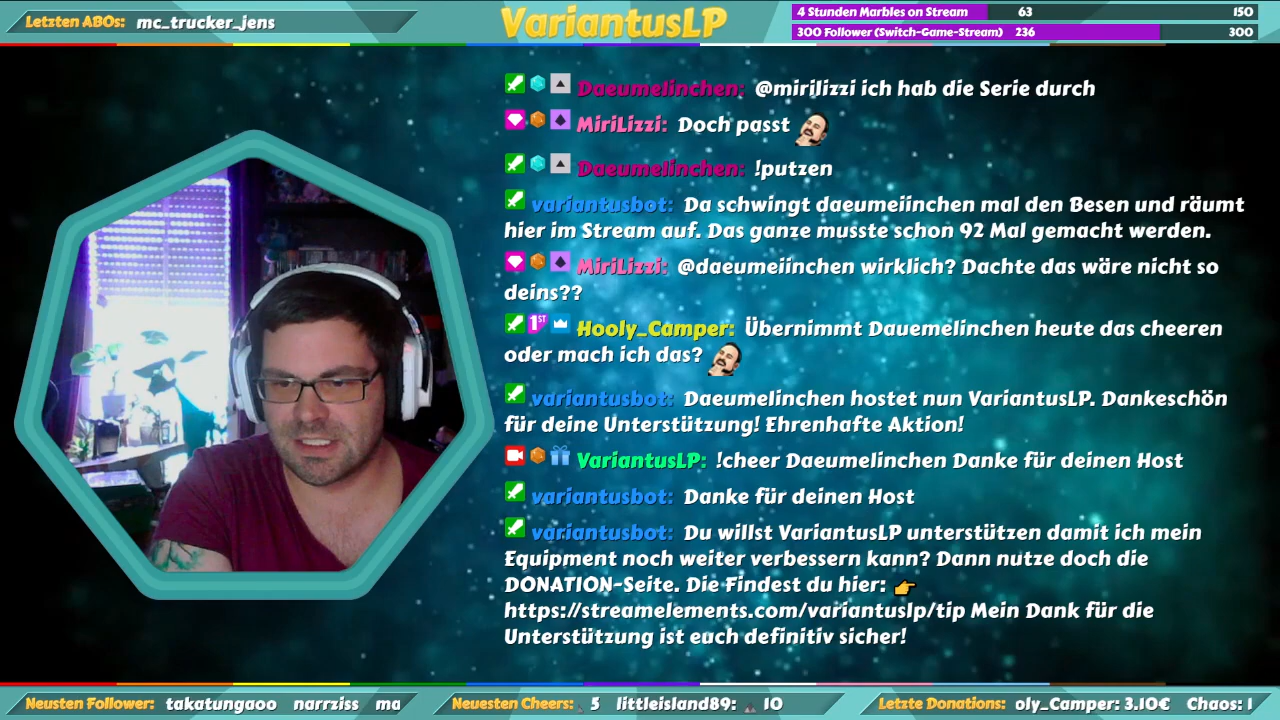 Letzten ABOs: mc_trucker_jens
VariantusLP
4 Stunden Marbles on Stream 63 150
300 Follower (Switch-Game-Stream) 236 300
Daeumelinchen: @mirilizzi ich hab die Serie durch
MiriLizzi: Doch passt
Daeumelinchen: !putzen
variantusbot: Da schwingt daeumeiinchen mal den Besen und räumt
hier im Stream auf. Das ganze musste schon 92 Mal gemacht werden.
MiriLizzi: @daeumeiinchen wirklich? Dachte das wäre nicht so
deins??
1ST Hooly_Camper: Übernimmt Dauemelinchen heute das cheeren
oder mach ich das?
variantusbot: Daeumelinchen hostet nun VariantusLP. Dankeschön
für deine Unterstützung! Ehrenhafte Aktion!
VariantusLP: !cheer Daeumelinchen Danke für deinen Host
variantusbot: Danke für deinen Host
variantusbot: Du willst VariantusLP unterstützen damit ich mein
Equipment noch weiter verbessern kann? Dann nutze doch die
DONATION-Seite. Die Findest du hier: 👉
https://streamelements.com/variantuslp/tip Mein Dank für die
Unterstützung ist euch definitiv sicher!
Neusten Follower: takatungaoo narrziss ma
Neuesten Cheers: 5 littleisland89: 10
Letzte Donations: oly_Camper: 3.10€ Chaos: 1